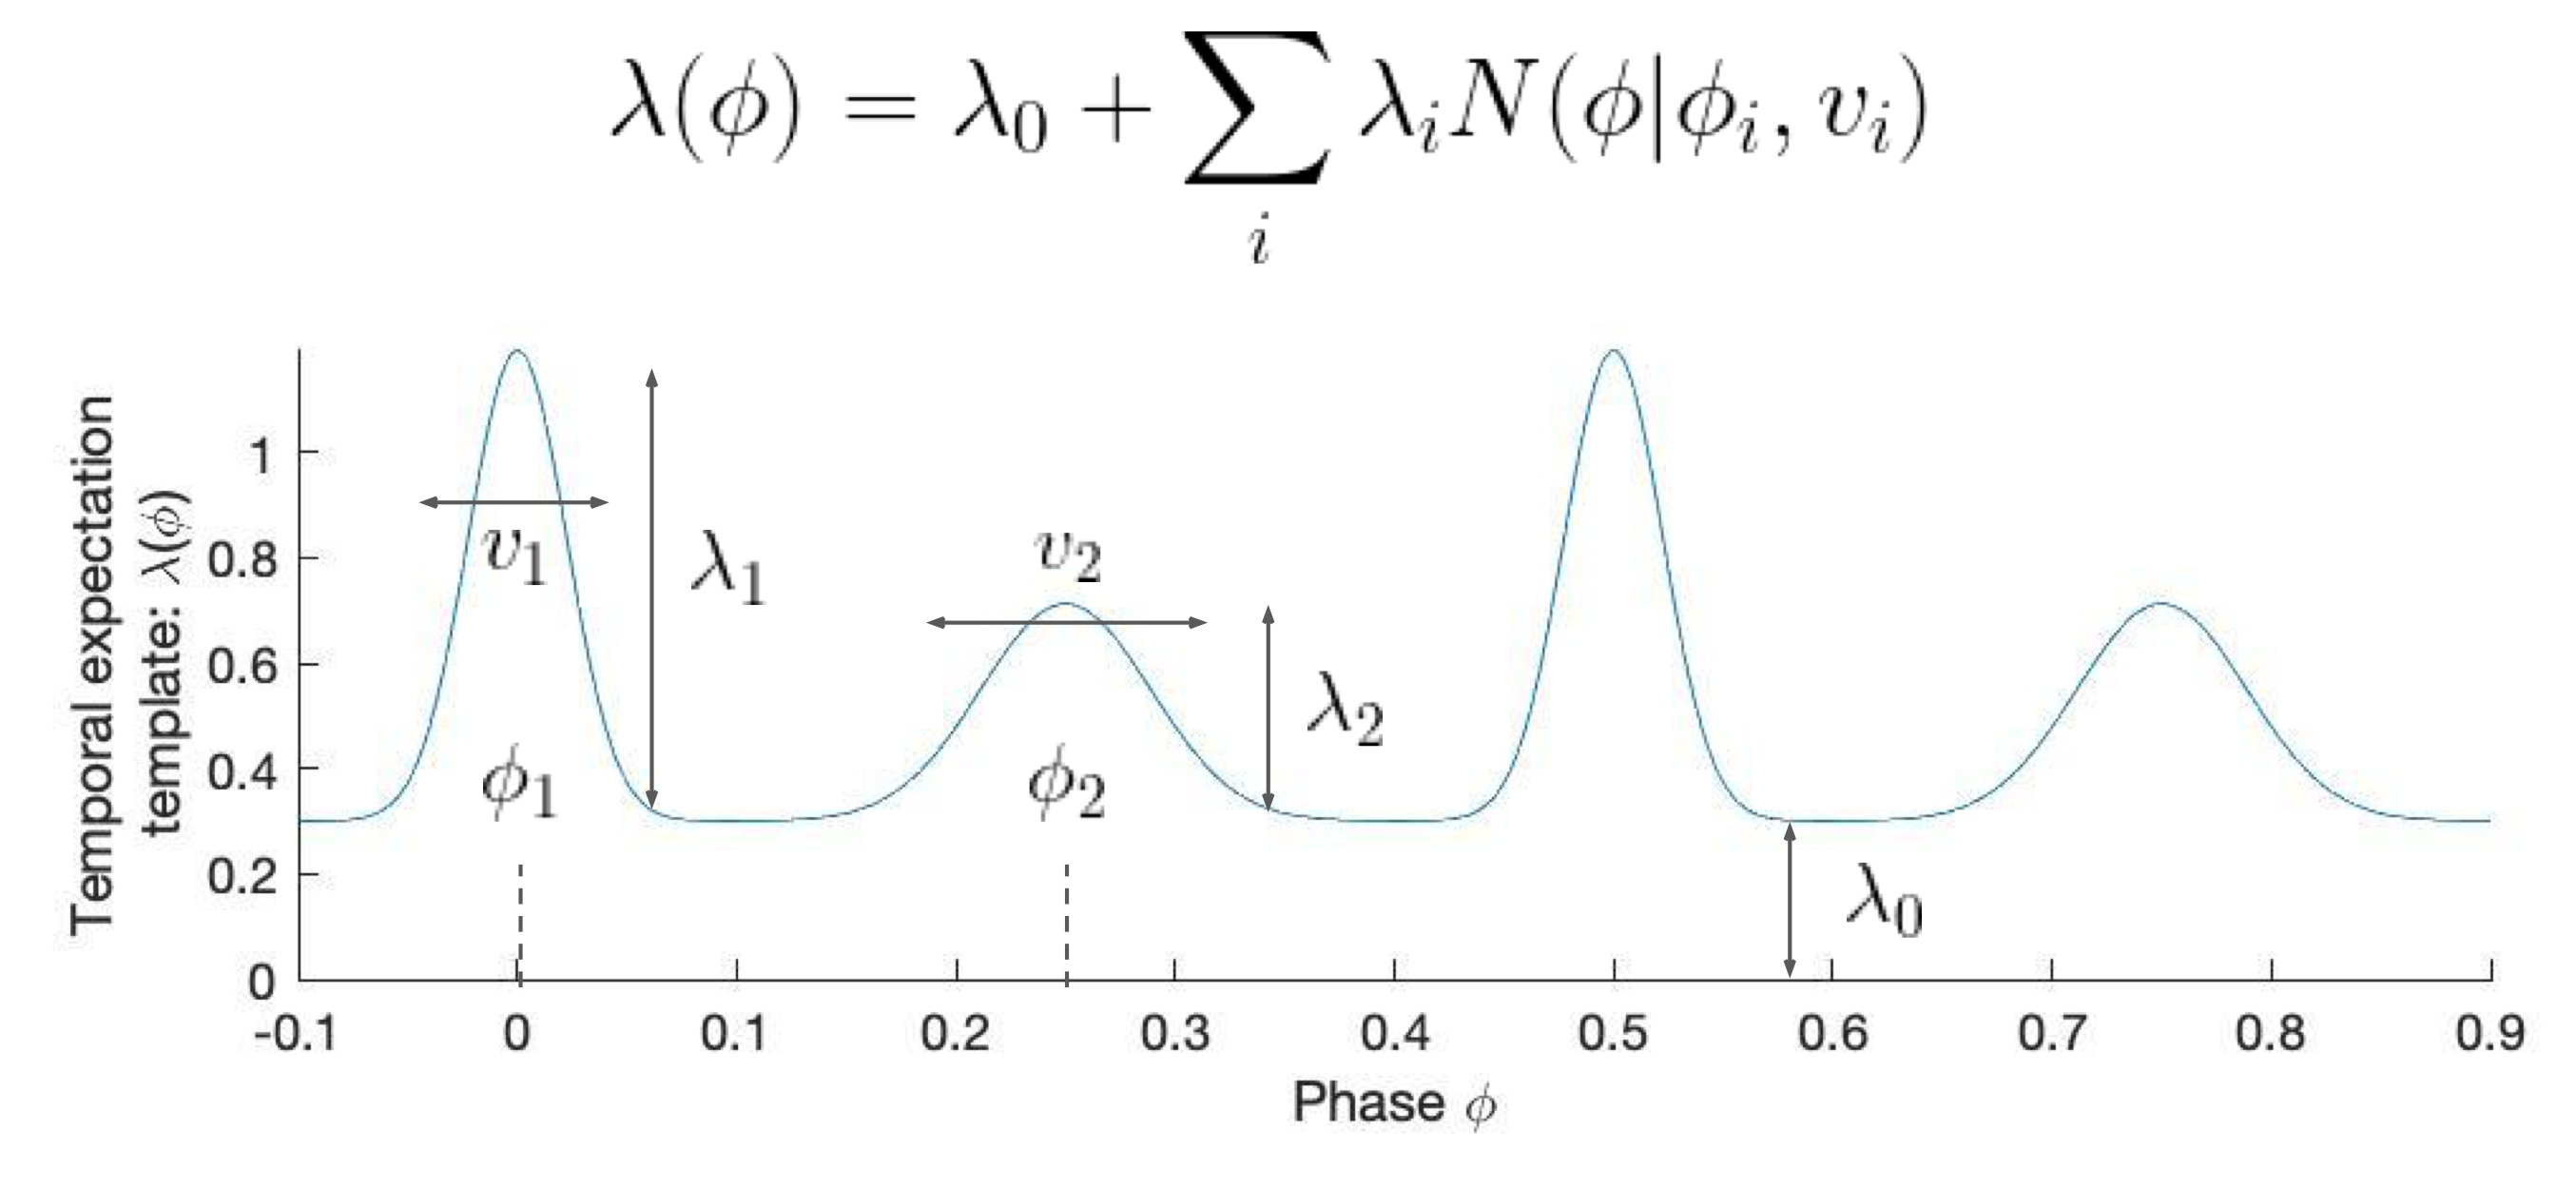 λ(ϕ) = λ₀ + ∑ᵢ λᵢN(ϕ|ϕᵢ, vᵢ)
Temporal expectation
template: λ(ϕ)
1
0.8
0.6
0.4
0.2
0
v₁
λ₁
v₂
λ₂
ϕ₁
ϕ₂
λ₀
-0.1 0 0.1 0.2 0.3 0.4 0.5 0.6 0.7 0.8 0.9
Phase ϕ